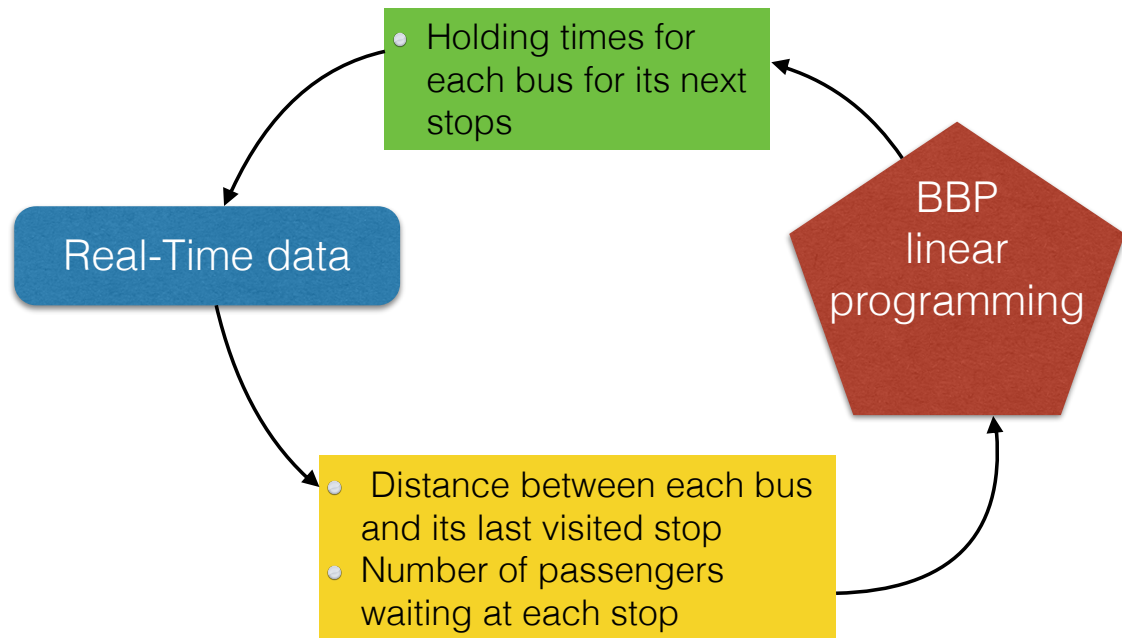 • Holding times for
each bus for its next
stops
BBP
linear
programming
Real-Time data
• Distance between each bus
and its last visited stop
• Number of passengers
waiting at each stop